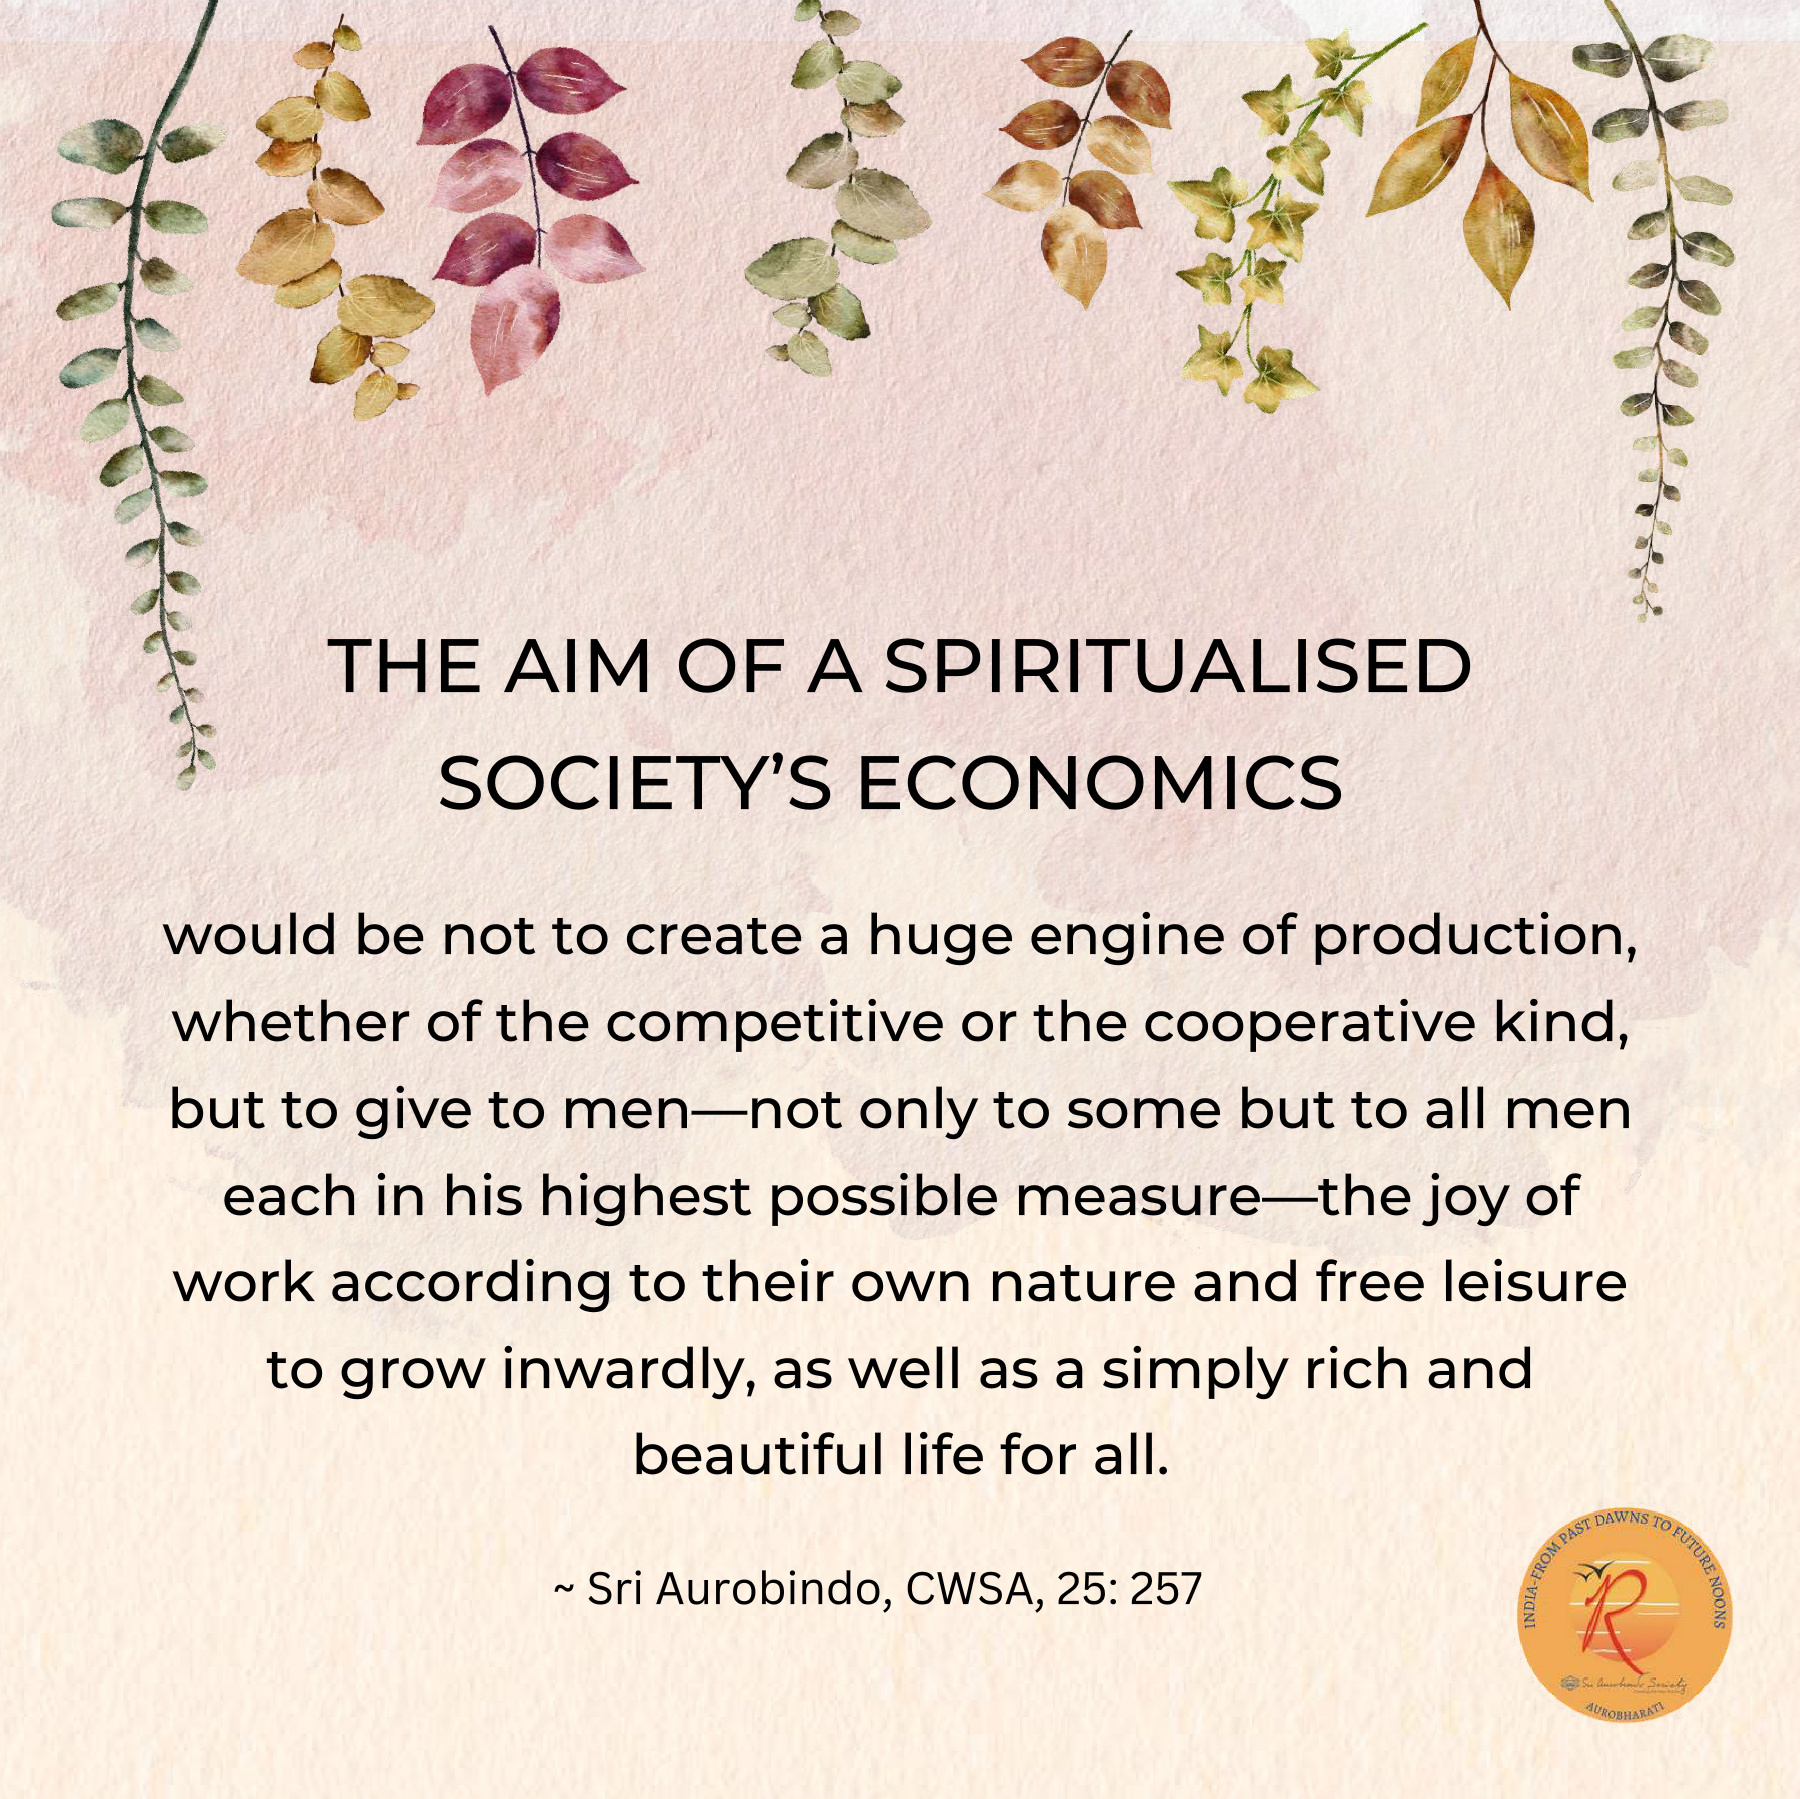 THE AIM OF A SPIRITUALISED
SOCIETY’S ECONOMICS
would be not to create a huge engine of production,
whether of the competitive or the cooperative kind,
but to give to men—not only to some but to all men
each in his highest possible measure—the joy of
work according to their own nature and free leisure
to grow inwardly, as well as a simply rich and
beautiful life for all.
~ Sri Aurobindo, CWSA, 25: 257
INDIA-FROM PAST DAWNS TO FUTURE NOONS
R
Sri Aurobindo Society
AUROBHARATI